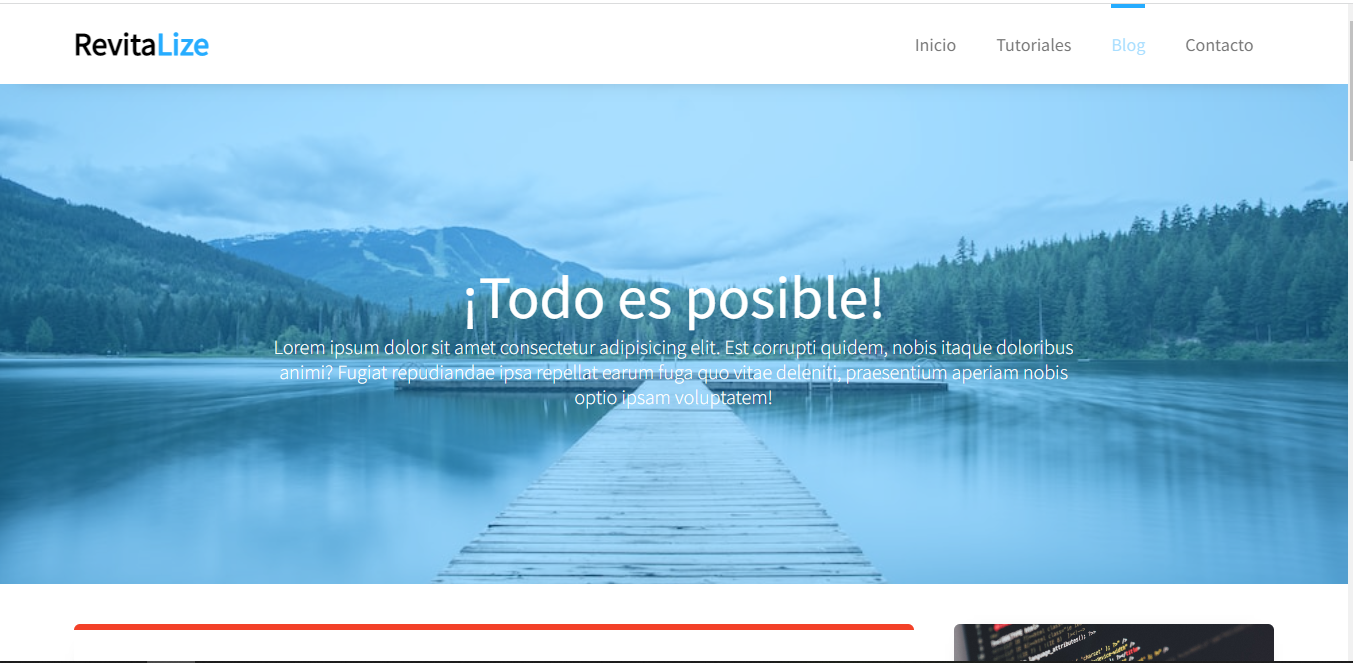 RevitaLize
Inicio Tutoriales Blog Contacto
¡Todo es posible!
Lorem ipsum dolor sit amet consectetur adipisicing elit. Est corrupti quidem, nobis itaque doloribus
animi? Fugiat repudiandae ipsa repellat earum fuga quo vitae deleniti, praesentium aperiam nobis
optio ipsam voluptatem!